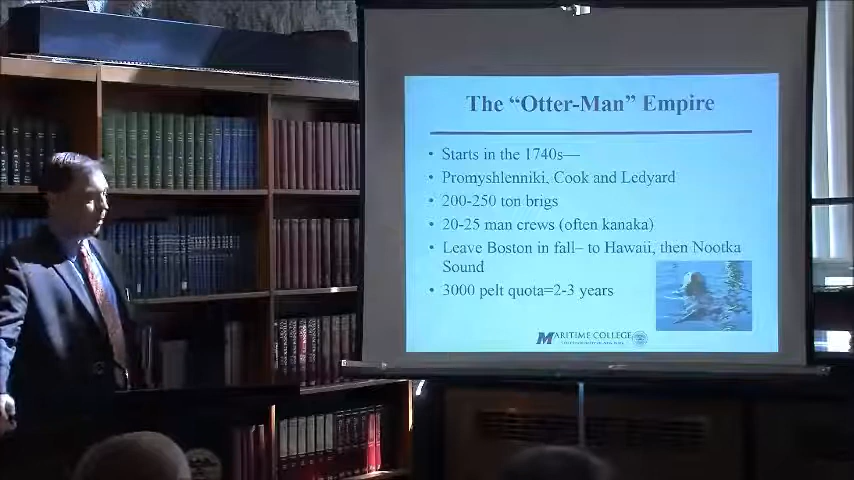 The “Otter-Man” Empire
• Starts in the 1740s—
• Promyshlenniki, Cook and Ledyard
• 200-250 ton brigs
• 20-25 man crews (often kanaka)
• Leave Boston in fall– to Hawaii, then Nootka
Sound
• 3000 pelt quota=2-3 years
MARITIME COLLEGE